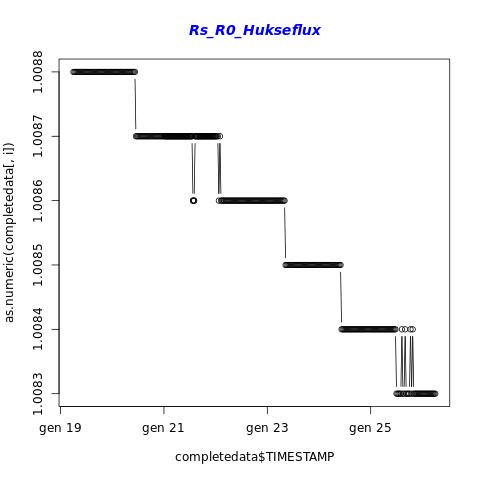 Rs_R0_Hukseflux
as.numeric(completedata[, i])
1.0088
1.0087
1.0086
1.0085
1.0084
1.0083
gen 19
gen 21
gen 23
gen 25
completedata$TIMESTAMP